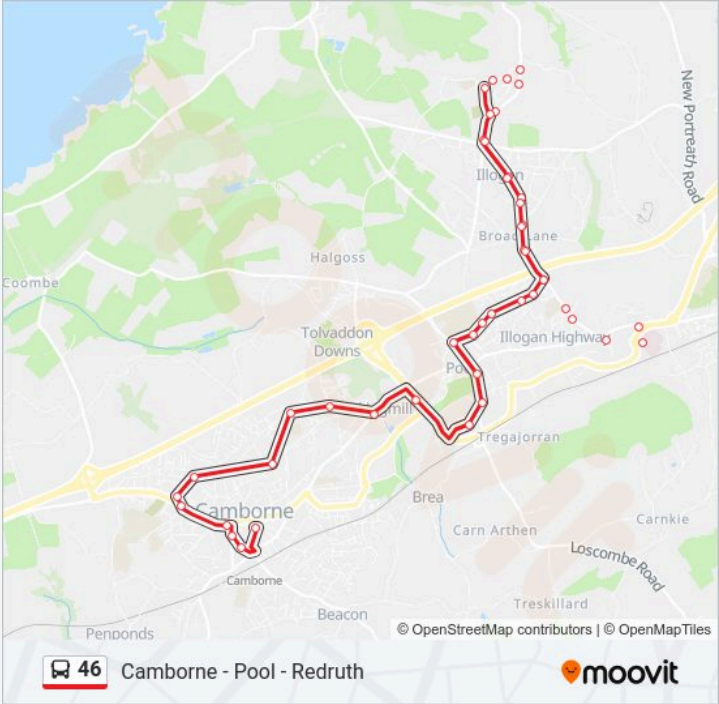 New Portreath Road
Illogan
Broad Lane
Halgoss
Coombe
Tolvaddon
Downs
Illogan Highway
Tregajorran
Camborne
Brea
Carn Arthen
Carnkie
Loscombe Road
Camborne
Treskillard
Beacon
Penponds
© OpenStreetMap contributors | © OpenMapTiles
46 Camborne - Pool - Redruth
moovit